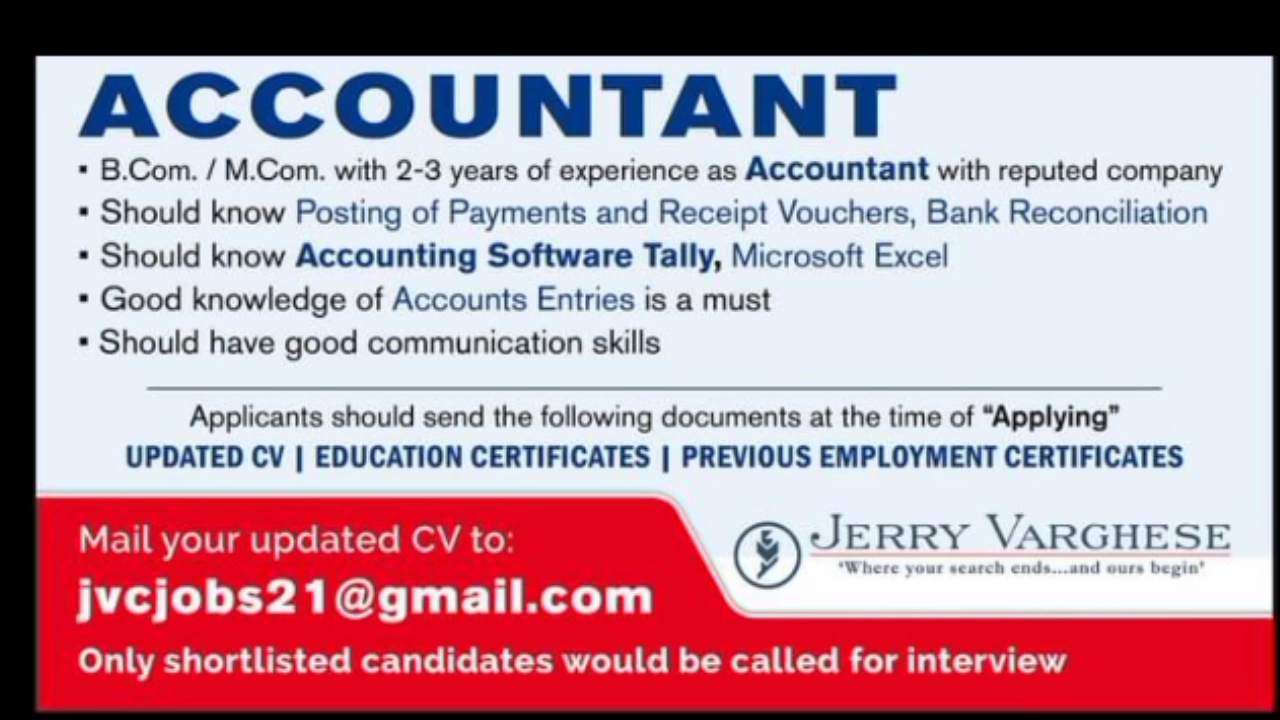 ACCOUNTANT
▪ B.Com. / M.Com. with 2-3 years of experience as Accountant with reputed company
▪ Should know Posting of Payments and Receipt Vouchers, Bank Reconciliation
▪ Should know Accounting Software Tally, Microsoft Excel
▪ Good knowledge of Accounts Entries is a must
▪ Should have good communication skills
Applicants should send the following documents at the time of “Applying”
UPDATED CV | EDUCATION CERTIFICATES | PREVIOUS EMPLOYMENT CERTIFICATES
Mail your updated CV to:
jvcjobs21@gmail.com
Only shortlisted candidates would be called for interview
JERRY VARGHESE
'Where your search ends...and ours begin'